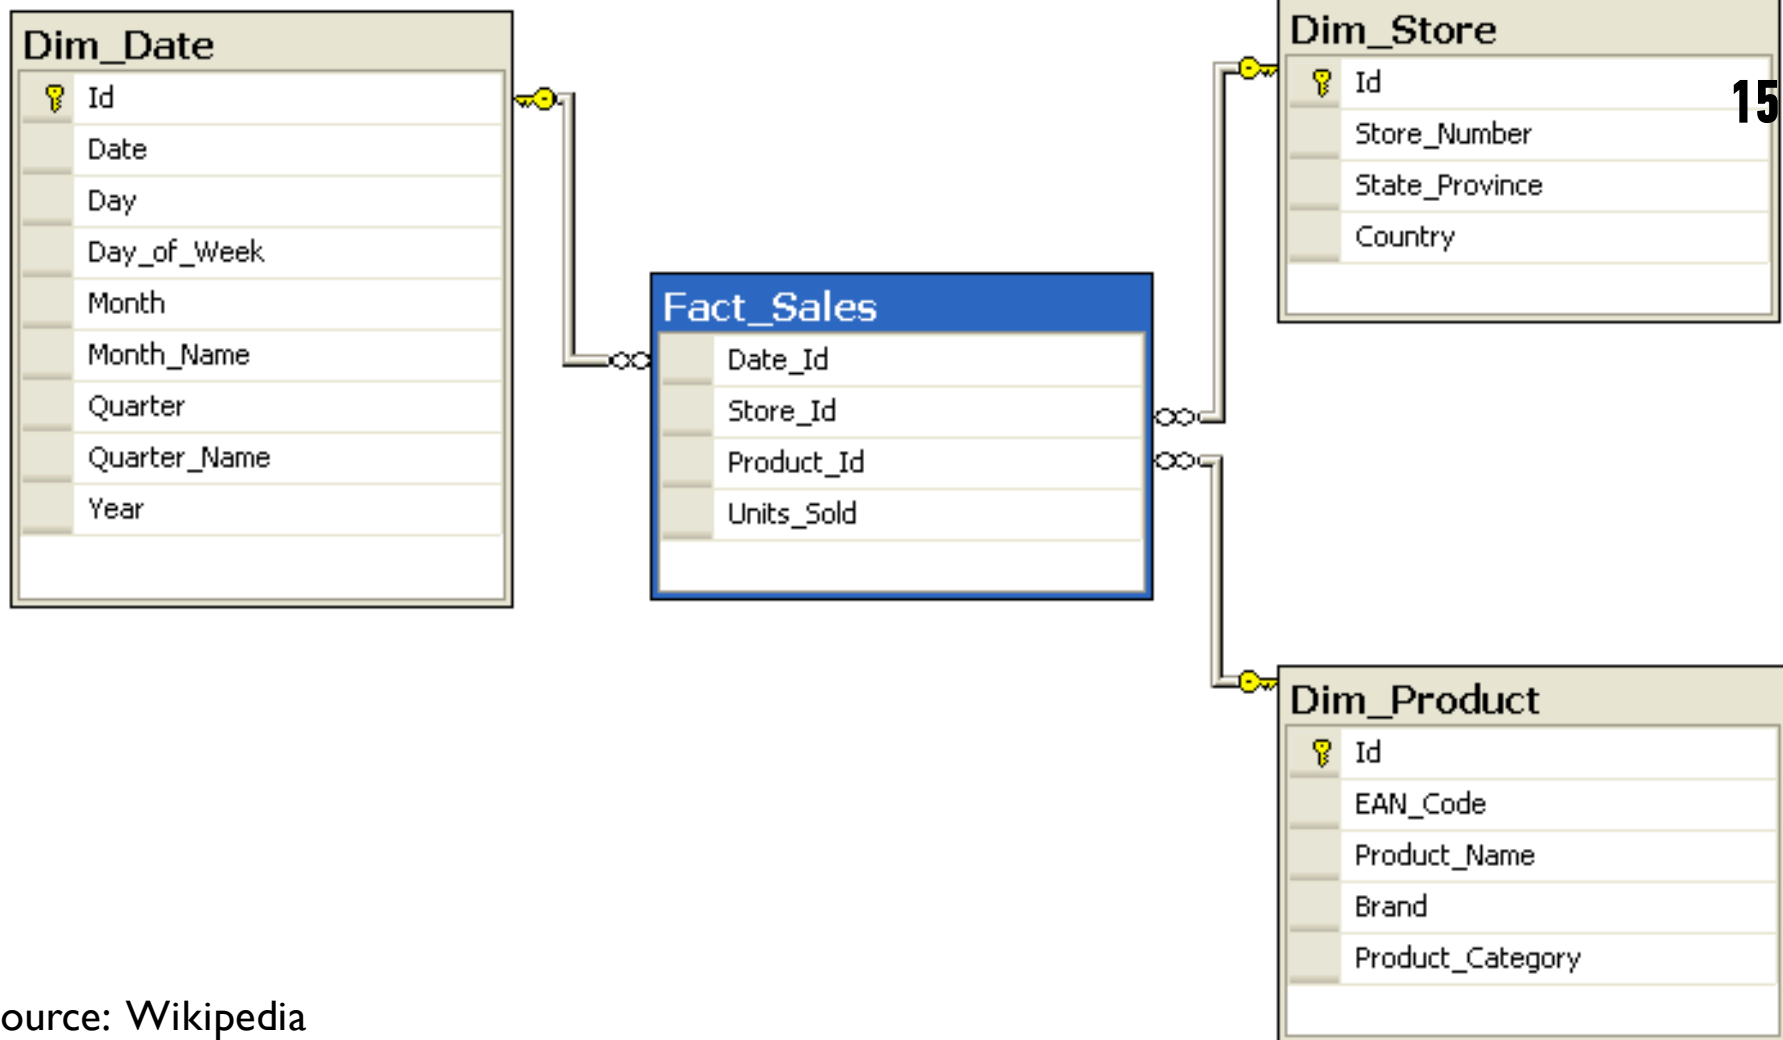 Dim_Date
Id
Date
Day
Day_of_Week
Month
Month_Name
Quarter
Quarter_Name
Year
Fact_Sales
Date_Id
Store_Id
Product_Id
Units_Sold
Dim_Store
Id
15
Store_Number
State_Province
Country
Dim_Product
Id
EAN_Code
Product_Name
Brand
Product_Category
ource: Wikipedia